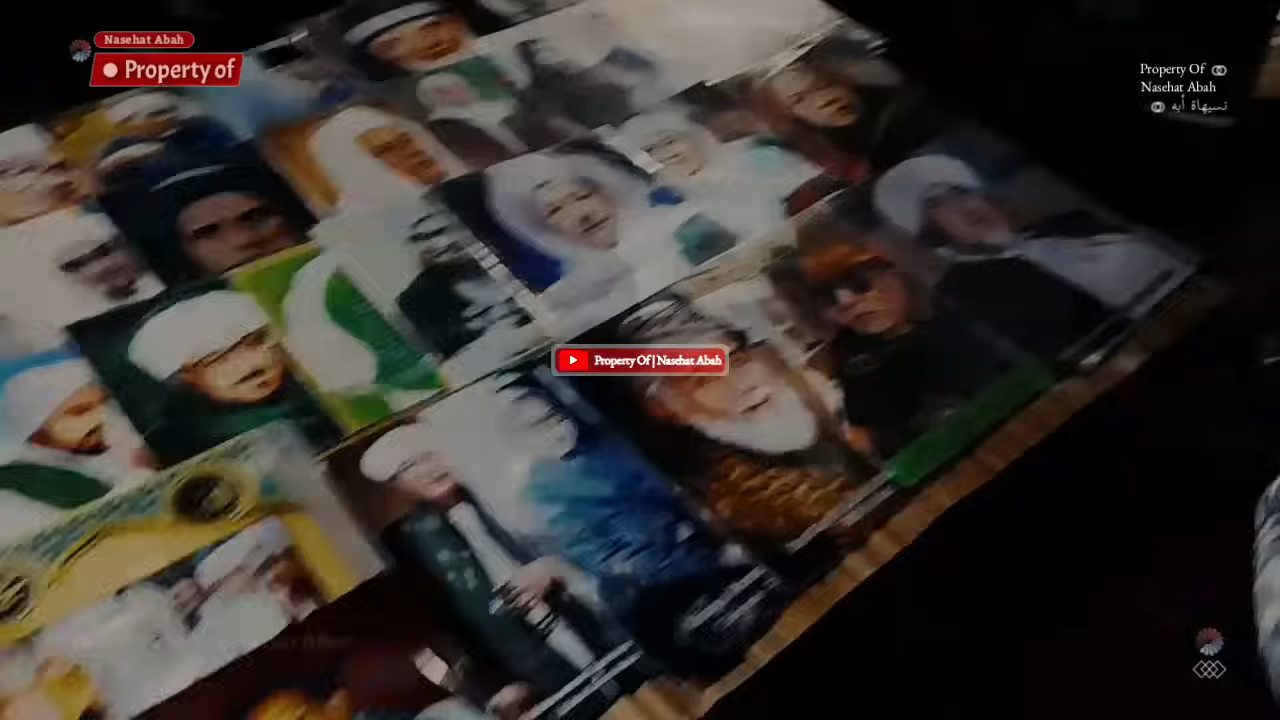 Nasehat Abah
Property of
Property Of
Nasehat Abah
نسيهاة أبه
Property Of | Nasehat Abah